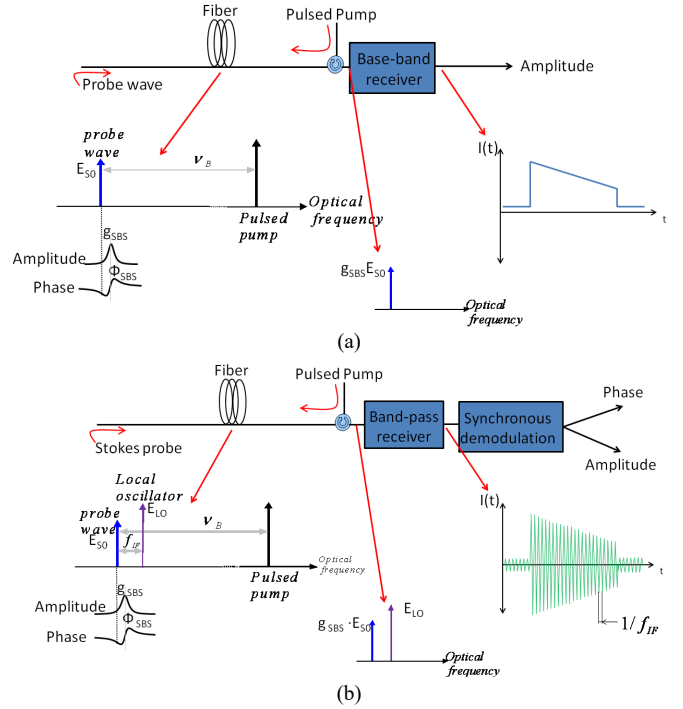 Fiber
Pulsed Pump
Base-band
receiver
Amplitude
Probe wave
probe
wave
E_S0
ν_B
Optical
frequency
Pulsed
pump
g_SBS
Amplitude
Φ_SBS
Phase
I(t)
t
g_SBS E_S0
Optical
frequency
(a)
Fiber
Pulsed Pump
Band-pass
receiver
Synchronous
demodulation
Phase
Amplitude
Stokes probe
Local
oscillator
E_LO
probe
wave
E_S0
f_IF
ν_B
Optical
frequency
Pulsed
pump
g_SBS
Amplitude
Φ_SBS
Phase
I(t)
t
1/f_IF
E_LO
g_SBS ·E_S0
Optical
frequency
(b)